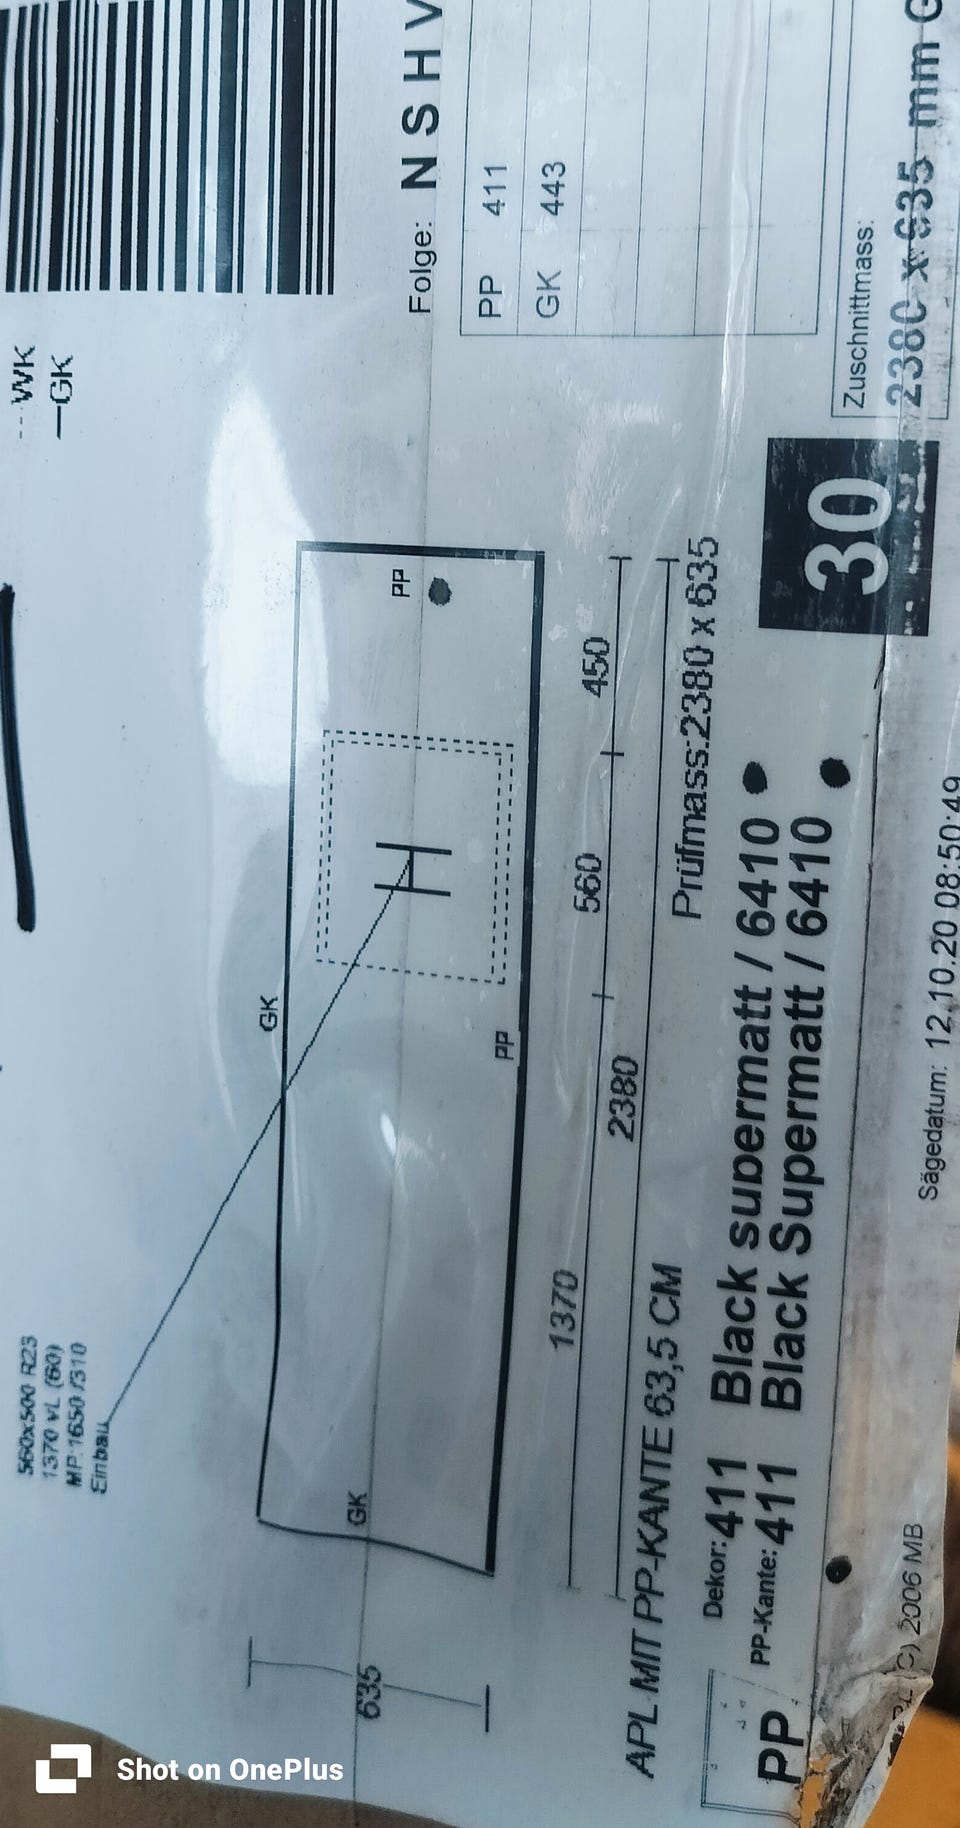 --- WK
—GK
560x500 R23
1370 VL (60)
MP:1650 /310
Einbau
Folge: N S H V
PP 411
GK 443
GK
GK
PP
PP
H
635
1370
560
450
2380
APL MIT PP-KANTE 63,5 CM
Prüfmass:2380 x 635
Dekor: 411 Black supermatt / 6410
PP-Kante: 411 Black Supermatt / 6410
PP
30
Zuschnittmass:
2380 x 635 mm
(C) 2006 MB
Sägedatum: 12.10.20 08:50:49
Shot on OnePlus